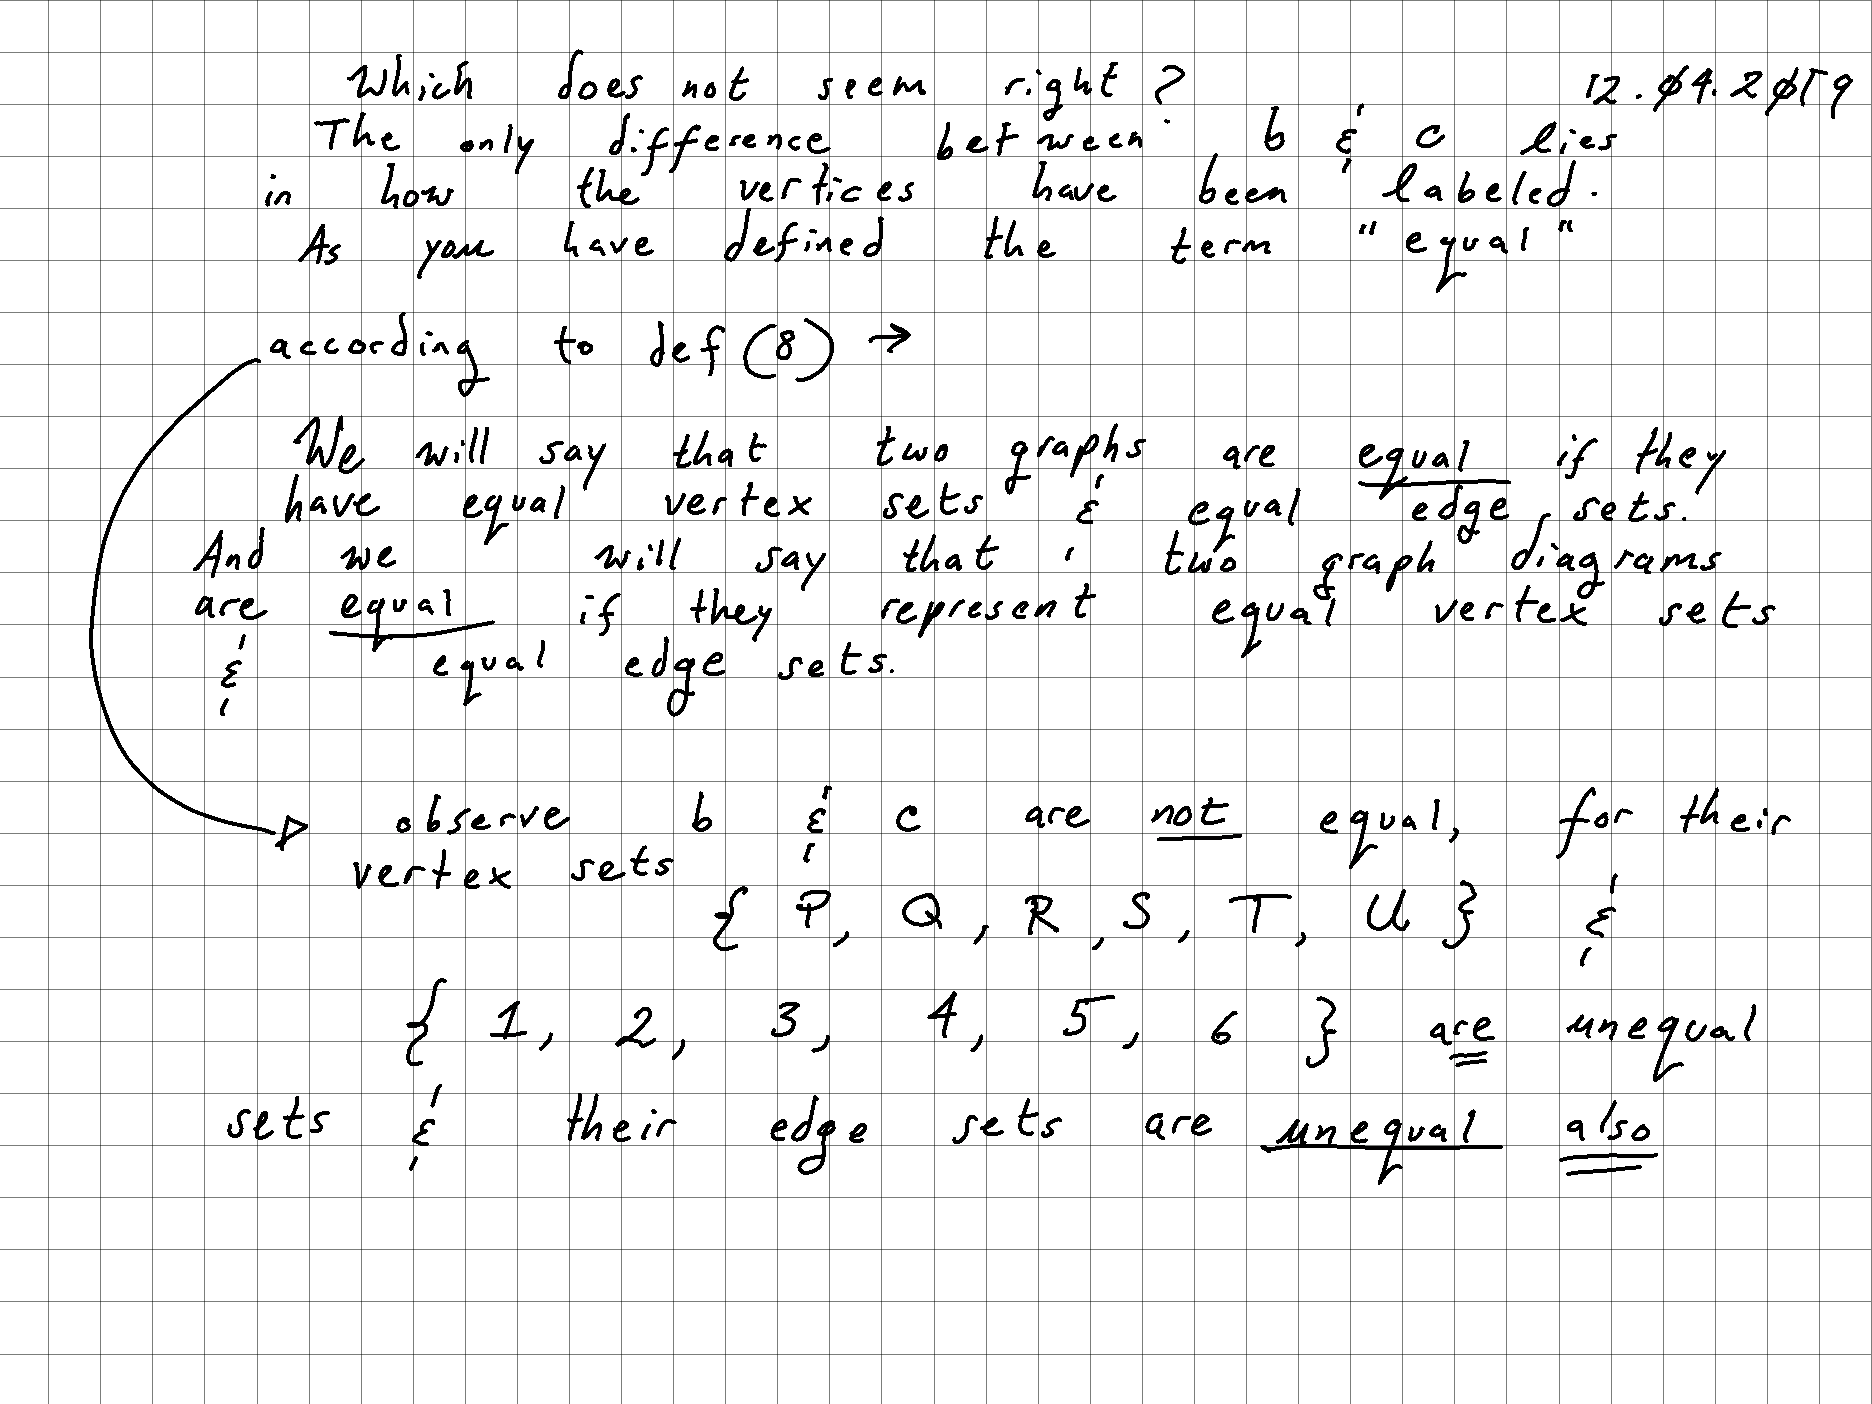 Which does not seem right? 12.04.2019
The only difference between b & c lies
in how the vertices have been labeled.
As you have defined the term "equal"
according to def (8) →
We will say that two graphs are equal if they
have equal vertex sets & equal edge sets.
And we will say that two graph diagrams
are equal if they represent equal vertex sets
& equal edge sets.
observe b & c are not equal, for their
vertex sets
{ P, Q, R, S, T, U } &
{ 1, 2, 3, 4, 5, 6 } are unequal
sets & their edge sets are unequal also